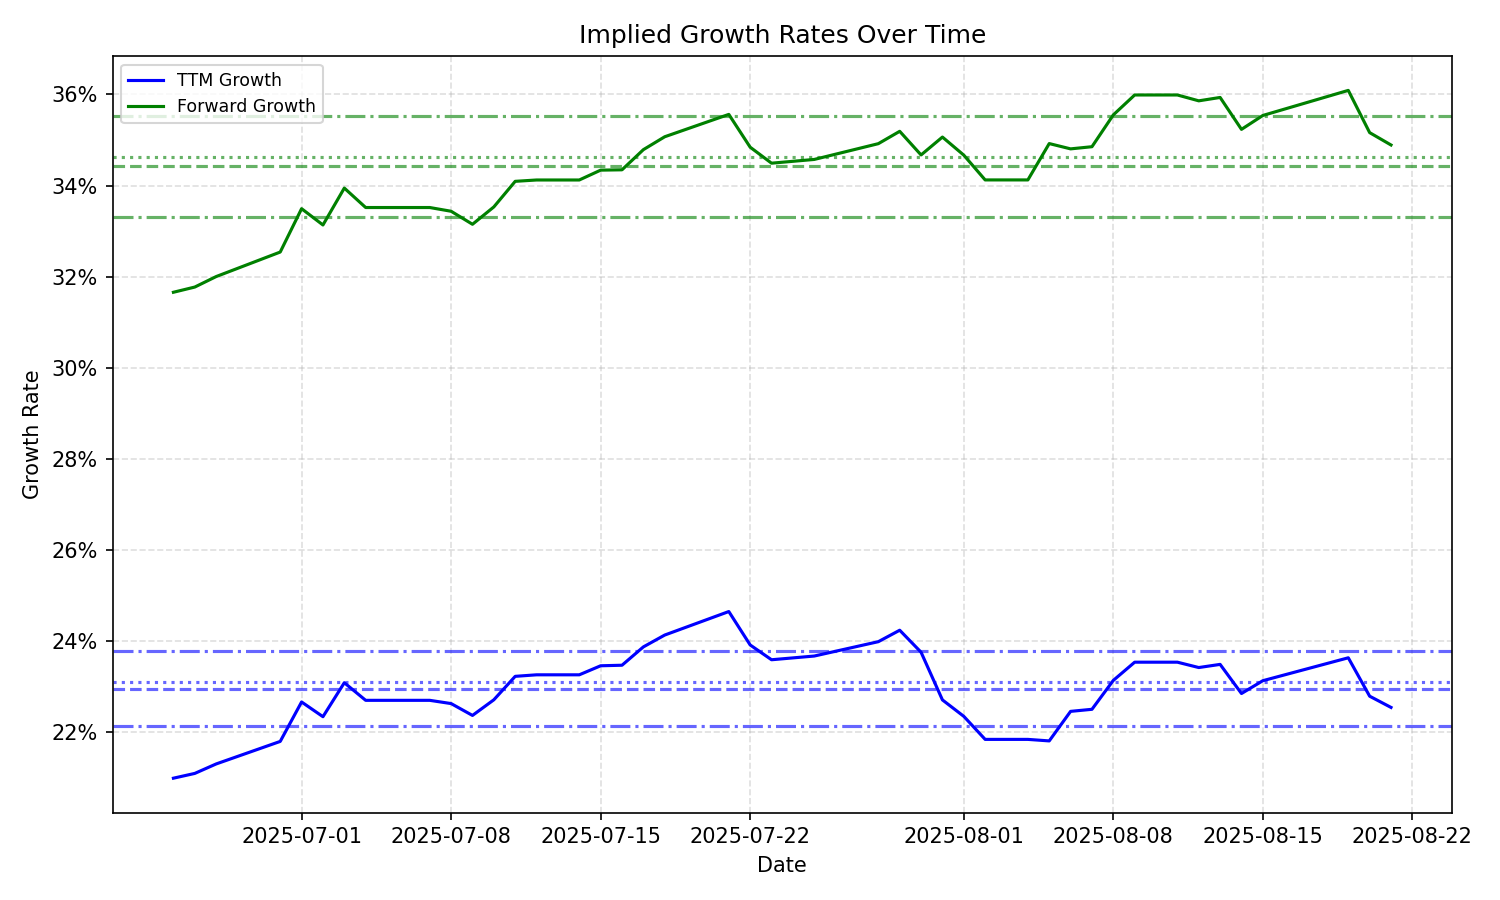 Implied Growth Rates Over Time
TTM Growth
Forward Growth
36%
34%
32%
30%
28%
26%
24%
22%
Growth Rate
2025-07-01 2025-07-08 2025-07-15 2025-07-22 2025-08-01 2025-08-08 2025-08-15 2025-08-22
Date